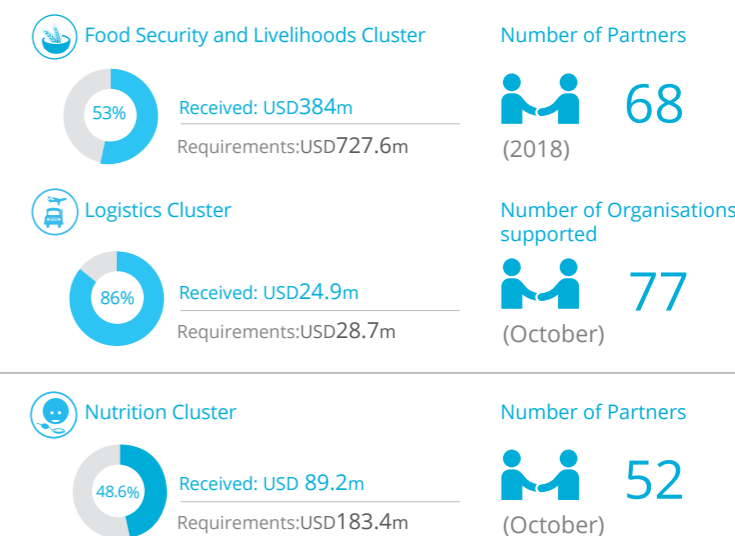 Food Security and Livelihoods Cluster
Number of Partners
53%
Received: USD384m
Requirements:USD727.6m
68
(2018)
Logistics Cluster
Number of Organisations
supported
86%
Received: USD24.9m
Requirements:USD28.7m
77
(October)
Nutrition Cluster
Number of Partners
48.6%
Received: USD 89.2m
Requirements:USD183.4m
52
(October)